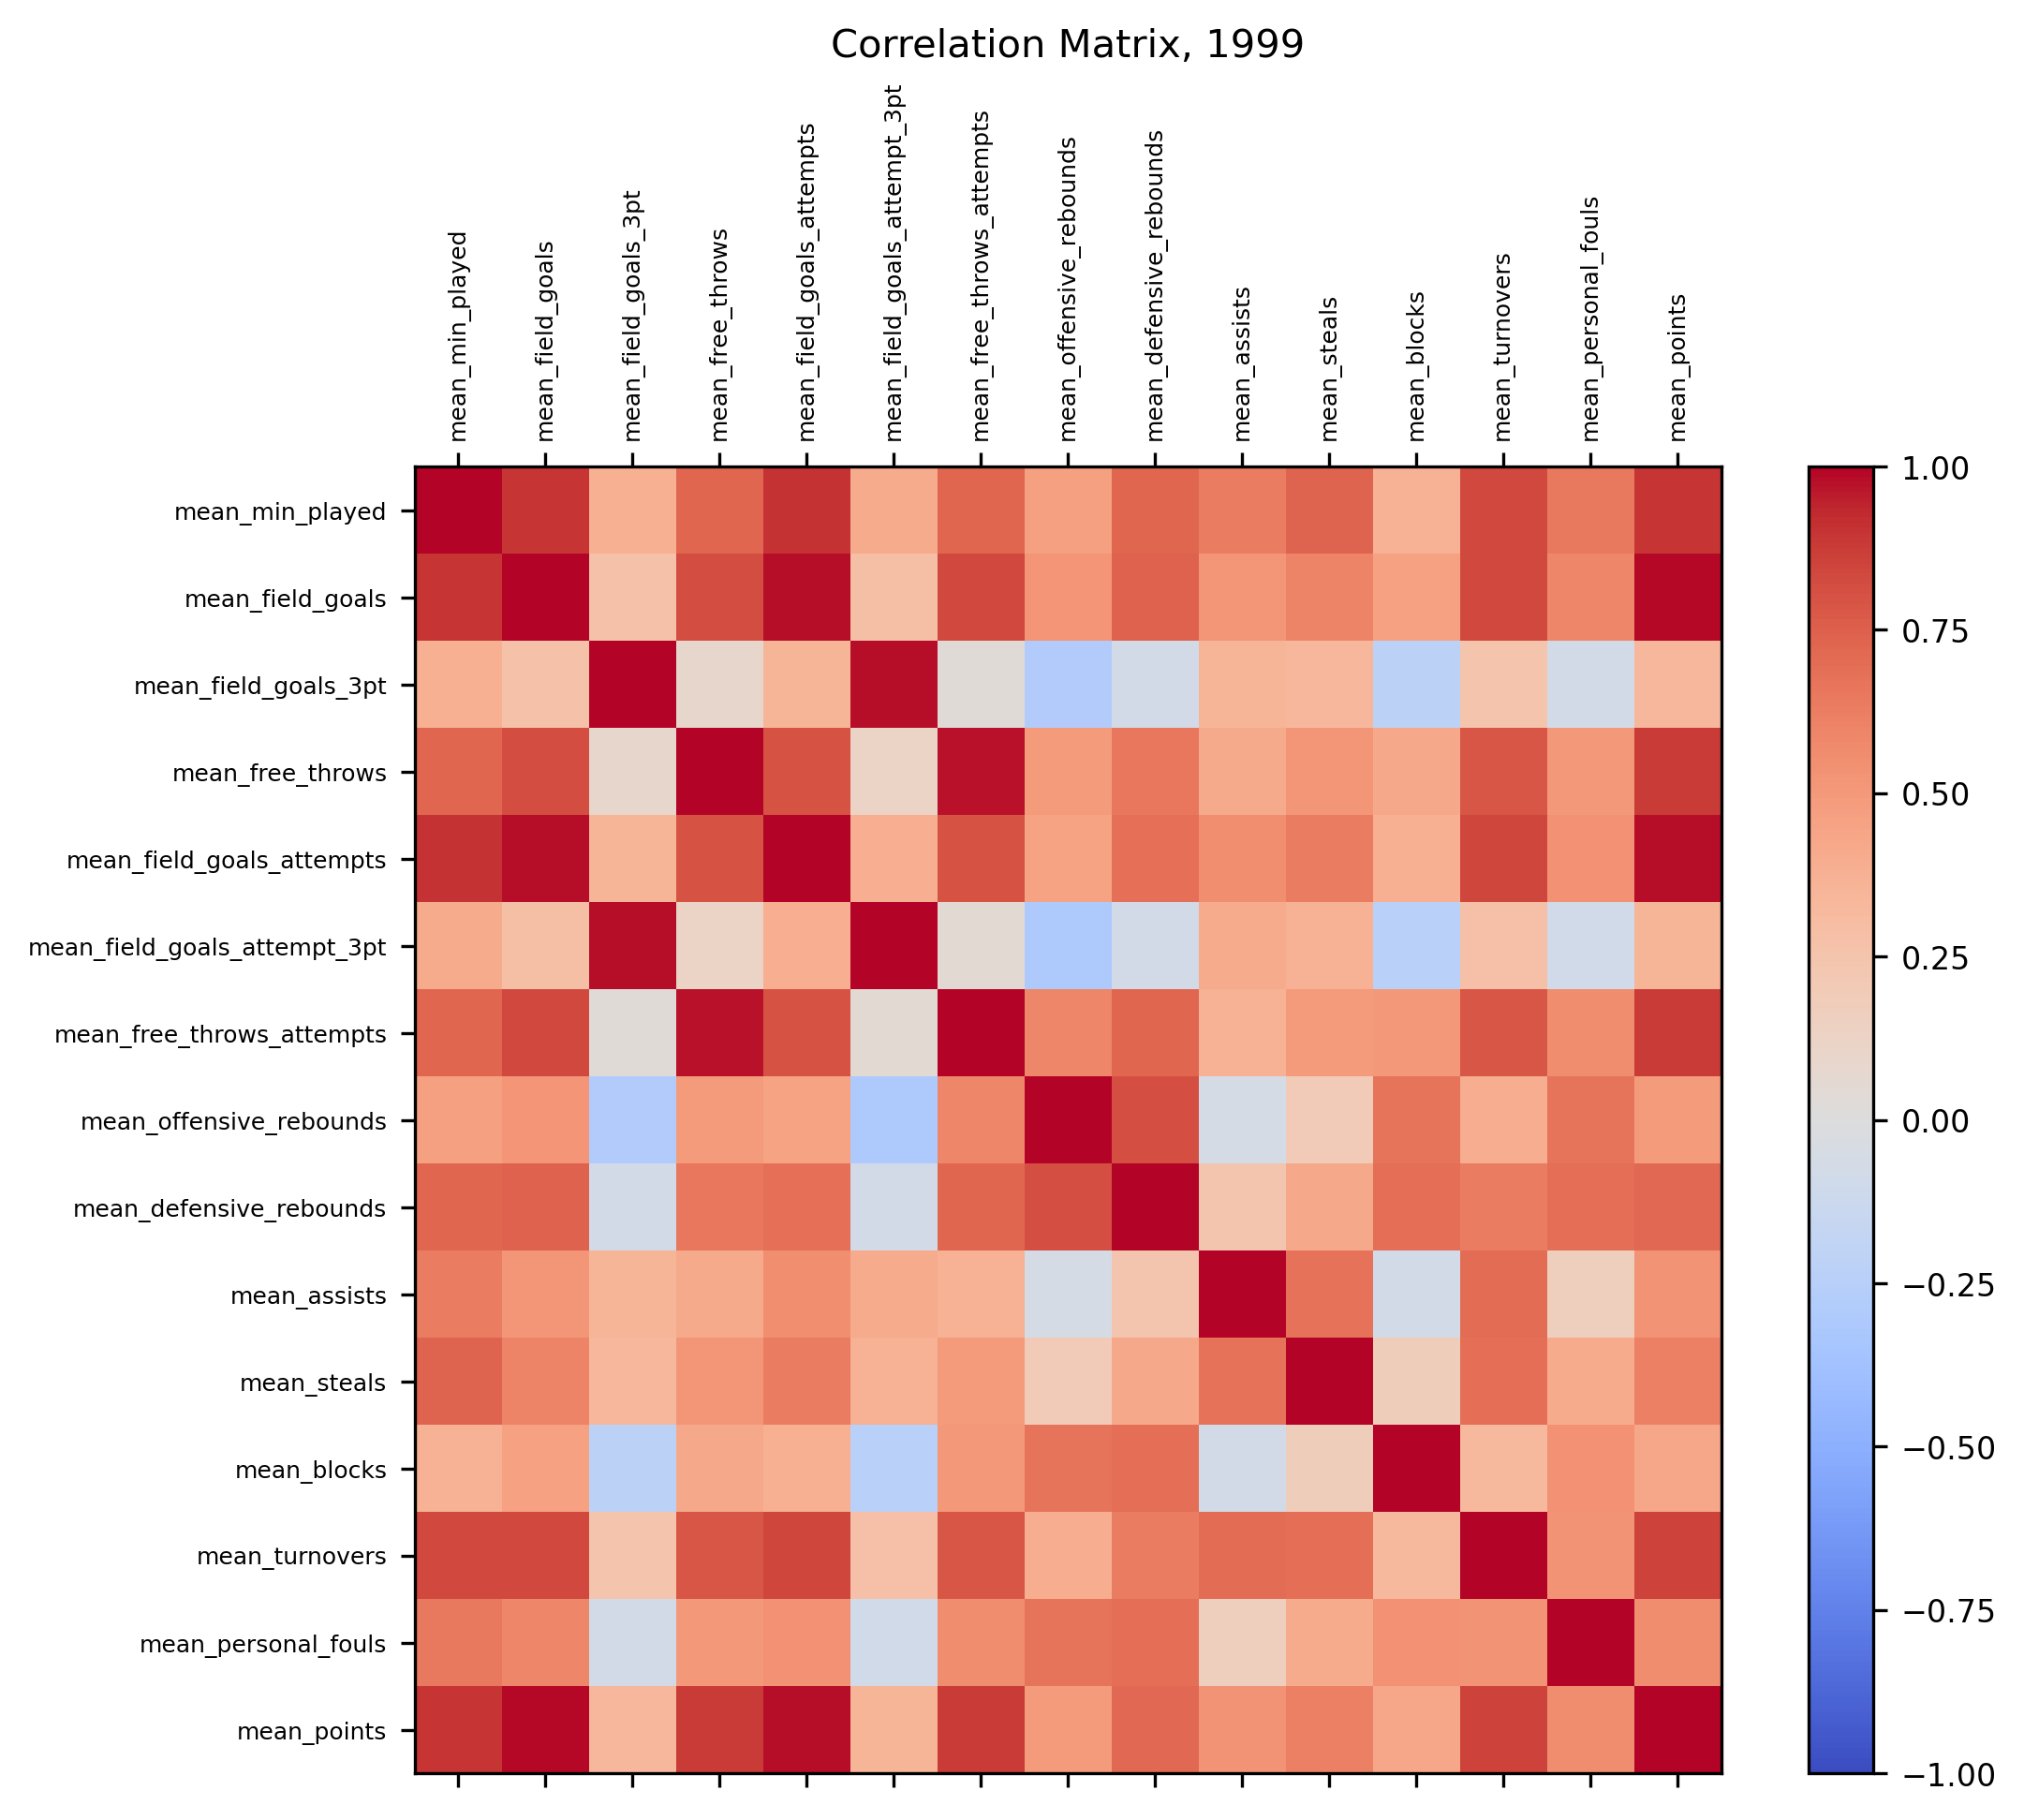 Correlation Matrix, 1999
mean_min_played
mean_field_goals
mean_field_goals_3pt
mean_free_throws
mean_field_goals_attempts
mean_field_goals_attempt_3pt
mean_free_throws_attempts
mean_offensive_rebounds
mean_defensive_rebounds
mean_assists
mean_steals
mean_blocks
mean_turnovers
mean_personal_fouls
mean_points
mean_min_played
mean_field_goals
mean_field_goals_3pt
mean_free_throws
mean_field_goals_attempts
mean_field_goals_attempt_3pt
mean_free_throws_attempts
mean_offensive_rebounds
mean_defensive_rebounds
mean_assists
mean_steals
mean_blocks
mean_turnovers
mean_personal_fouls
mean_points
1.00
0.75
0.50
0.25
0.00
−0.25
−0.50
−0.75
−1.00